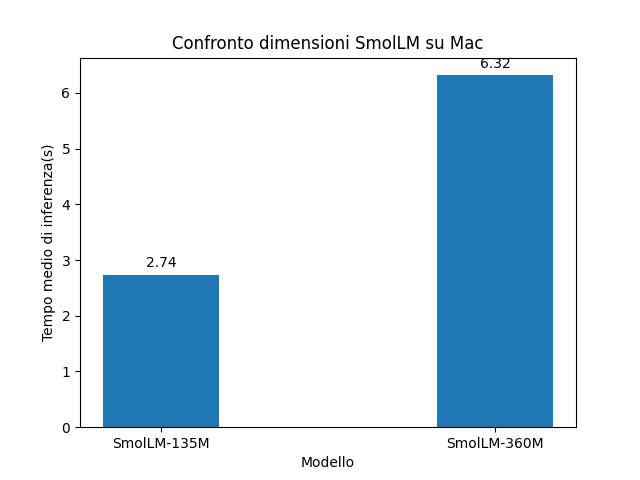 Confronto dimensioni SmolLM su Mac
6.32
2.74
Tempo medio di inferenza(s)
6
5
4
3
2
1
0
SmolLM-135M
SmolLM-360M
Modello